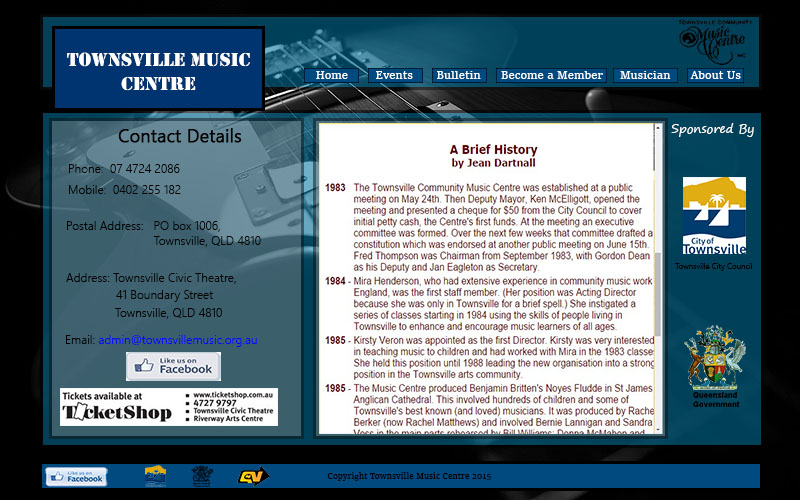 TOWNSVILLE COMMUNITY
Music
Centre
INC
TOWNSVILLE MUSIC
CENTRE
Home
Events
Bulletin
Become a Member
Musician
About Us
Contact Details
Phone: 07 4724 2086
Mobile: 0402 255 182
Postal Address: PO box 1006,
Townsville, QLD 4810
Address: Townsville Civic Theatre,
41 Boundary Street
Townsville, QLD 4810
Email: admin@townsvillemusic.org.au
Like us on
Facebook
Tickets available at
TicketShop
www.ticketshop.com.au
4727 9797
Townsville Civic Theatre
Riverway Arts Centre
A Brief History
by Jean Dartnall
1983 The Townsville Community Music Centre was established at a public
meeting on May 24th. Then Deputy Mayor, Ken McElligott, opened the
meeting and presented a cheque for $50 from the City Council to cover
initial petty cash, the Centre's first funds. At the meeting an executive
committee was formed. Over the next few weeks that committee drafted a
constitution which was endorsed at another public meeting on June 15th.
Fred Thompson was Chairman from September 1983, with Gordon Dean
as his Deputy and Jan Eagleton as Secretary.
1984 - Mira Henderson, who had extensive experience in community music work
England, was the first staff member. (Her position was Acting Director
because she was only in Townsville for a brief spell.) She instigated a
series of classes starting in 1984 using the skills of people living in
Townsville to enhance and encourage music learners of all ages.
1985 - Kirsty Veron was appointed as the first Director. Kirsty was very interested
in teaching music to children and had worked with Mira in the 1983 classes
She held this position until 1988 leading the new organisation into a strong
position in the Townsville arts community.
1985 - The Music Centre produced Benjamin Britten's Noyes Fludde in St James
Anglican Cathedral. This involved hundreds of children and some of
Townsville's best known (and loved) musicians. It was produced by Rache
Berker (now Rachel Matthews) and involved Bernie Lannigan and Sandra
Voss in the main parts rehearsed by Bill Williams; Donna McMahon and
Sponsored By
City of
Townsville
Townsville City Council
Queensland
Government
Like us on
Facebook
Copyright Townsville Music Centre 2015